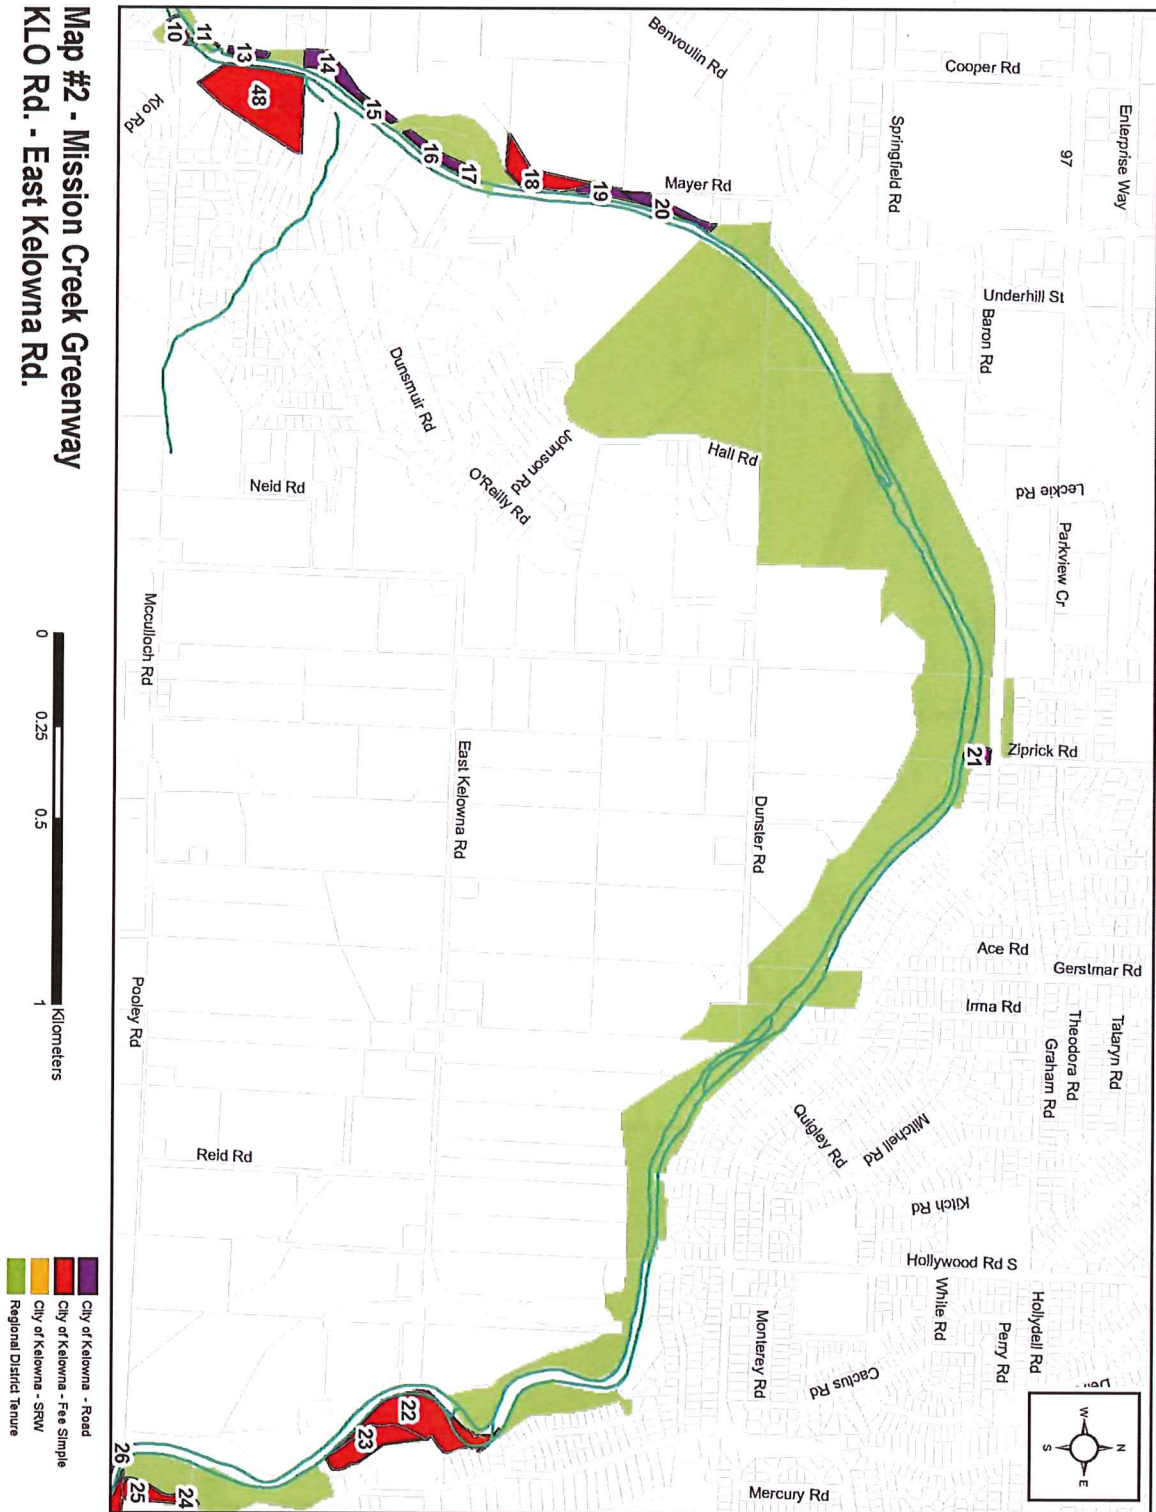 Map #2 - Mission Creek Greenway
KLO Rd. - East Kelowna Rd.
Enterprise Way
97
Cooper Rd
Springfield Rd
Benvoulin Rd
Mayer Rd
Underhill St
Baron Rd
Leckie Rd
Parkview Cr
Hall Rd
Johnson Rd
O'Reilly Rd
Dunsmuir Rd
Neid Rd
Klo Rd
Mcculloch Rd
East Kelowna Rd
Dunster Rd
Ziprick Rd
Ace Rd
Gerstmar Rd
Irma Rd
Theodora Rd
Graham Rd
Talaryn Rd
Quigley Rd
Mitchell Rd
Kitch Rd
Hollywood Rd S
White Rd
Perry Rd
Hollydell Rd
Monterey Rd
Cactus Rd
Mercury Rd
Pooley Rd
Reid Rd
10
11
13
14
15
16
17
18
19
20
21
22
23
24
25
26
48
N
W
E
S
0
0.25
0.5
1
Kilometers
City of Kelowna - Road
City of Kelowna - Fee Simple
City of Kelowna - SRW
Regional District Tenure